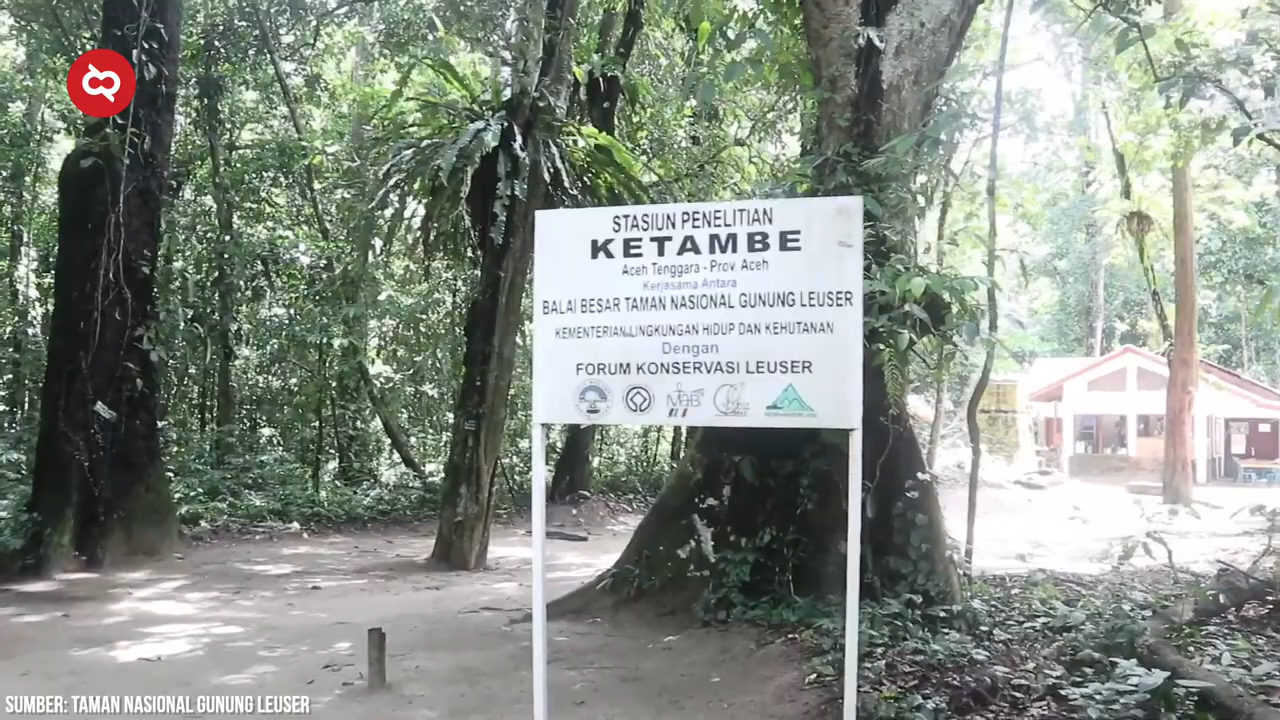 STASIUN PENELITIAN
KETAMBE
Aceh Tenggara - Prov. Aceh
Kerjasama Antara
BALAI BESAR TAMAN NASIONAL GUNUNG LEUSER
KEMENTERIAN LINGKUNGAN HIDUP DAN KEHUTANAN
Dengan
FORUM KONSERVASI LEUSER
MAB
SUMBER: TAMAN NASIONAL GUNUNG LEUSER